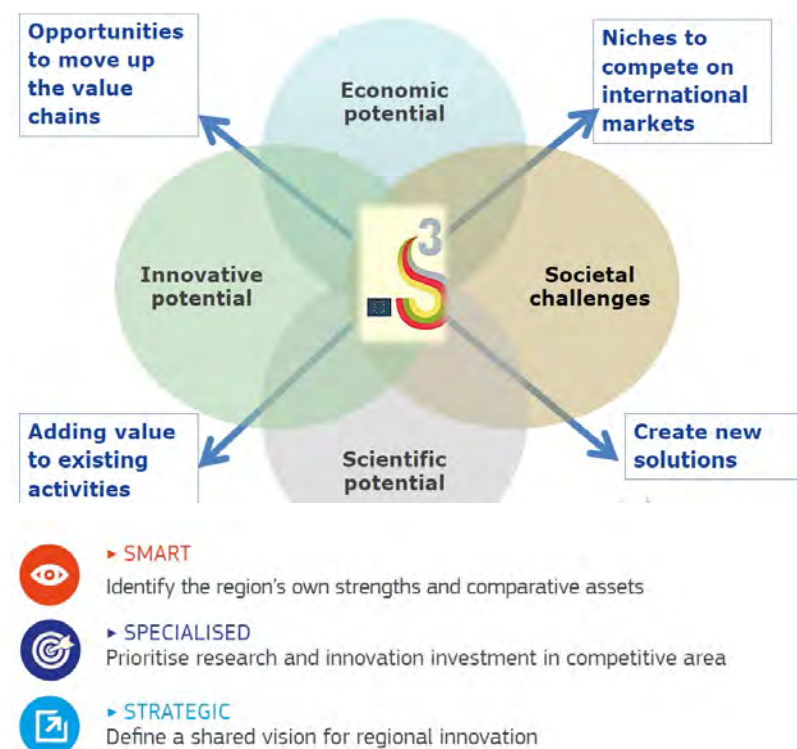 Opportunities
to move up
the value
chains
Economic
potential
Niches to
compete on
international
markets
Innovative
potential
3
S
Societal
challenges
Adding value
to existing
activities
Scientific
potential
Create new
solutions
▸ SMART
Identify the region's own strengths and comparative assets
▸ SPECIALISED
Prioritise research and innovation investment in competitive area
▸ STRATEGIC
Define a shared vision for regional innovation